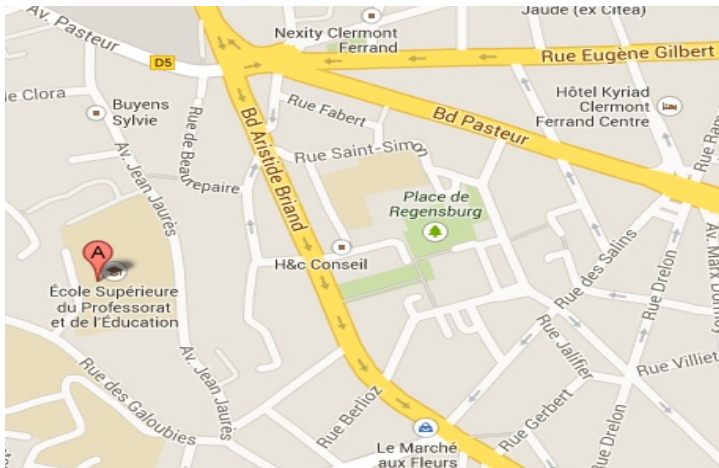 Jaude (ex Citéa)
Av. Pasteur
Nexity Clermont
Ferrand
D5
Rue Eugène Gilbert
de Clora
Buyens
Sylvie
Rue Fabert
Bd Pasteur
Hôtel Kyriad
Clermont
Ferrand Centre
Rue de Beaurepaire
Bd Aristide Briand
Rue Saint-Simon
Av. Jean Jaurès
Place de
Regensburg
A
H&c Conseil
École Supérieure
du Professorat
et de l'Éducation
Rue des Salins
Rue Drelon
Av. Marx Dormoy
Rue Jalifier
Av. Jean Jaurès
Rue des Galoubies
Rue Berlioz
Rue Gerbert
Rue Villiet
Rue Drelon
Le Marché
aux Fleurs